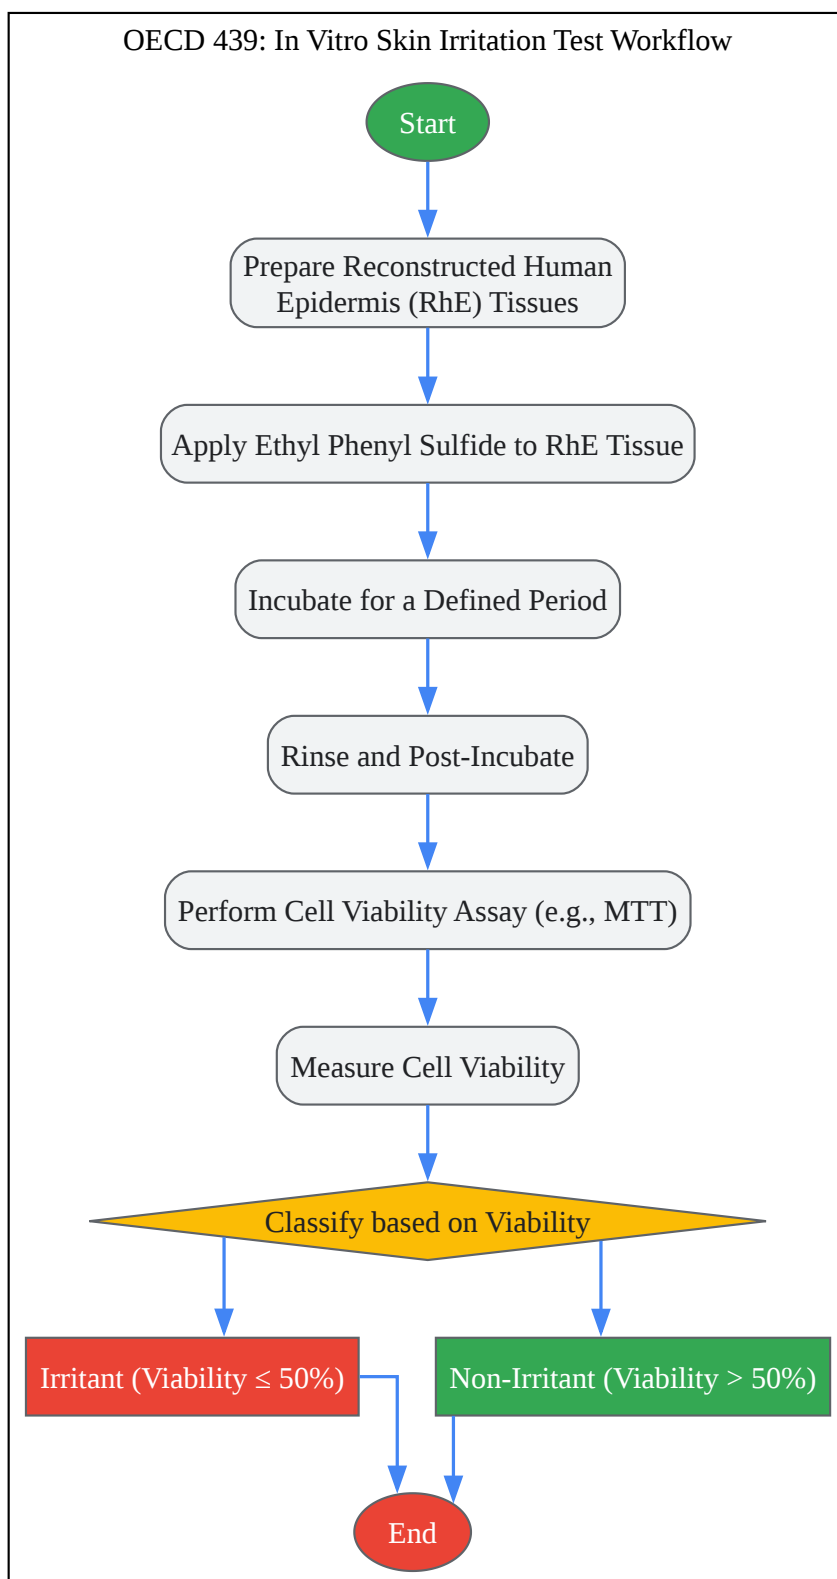 OECD 439: In Vitro Skin Irritation Test Workflow
Start
Prepare Reconstructed Human
Epidermis (RhE) Tissues
Apply Ethyl Phenyl Sulfide to RhE Tissue
Incubate for a Defined Period
Rinse and Post-Incubate
Perform Cell Viability Assay (e.g., MTT)
Measure Cell Viability
Classify based on Viability
Irritant (Viability ≤ 50%)
Non-Irritant (Viability > 50%)
End